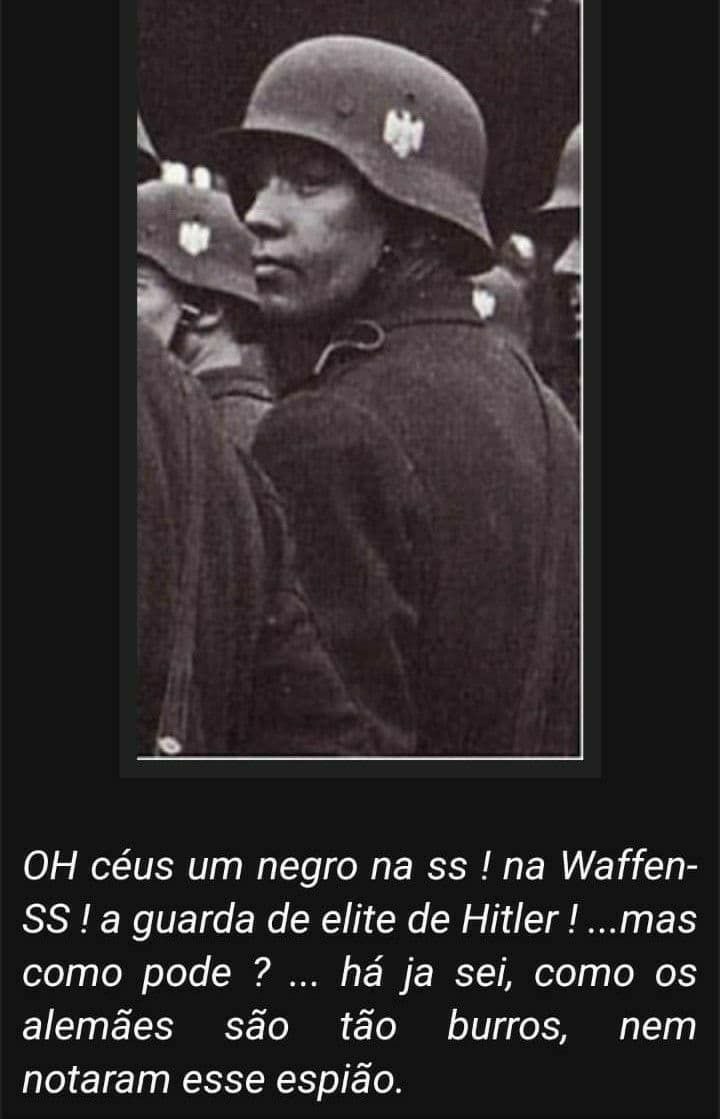 OH céus um negro na ss ! na Waffen-
SS ! a guarda de elite de Hitler ! ...mas
como pode ? ... há ja sei, como os
alemães são tão burros, nem
notaram esse espião.